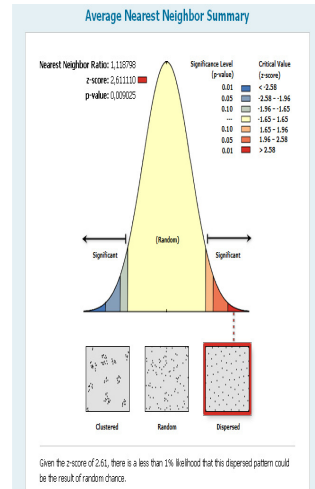 Average Nearest Neighbor Summary
Nearest Neighbor Ratio: 1,118798
z-score: 2,611110
p-value: 0,009025
Significance Level Critical Value
(p-value) (z-score)
0.01 < -2.58
0.05 -2.58 - -1.96
0.10 -1.96 - -1.65
--- -1.65 - 1.65
0.10 1.65 - 1.96
0.05 1.96 - 2.58
0.01 > 2.58
(Random)
Significant Significant
Clustered Random Dispersed
Given the z-score of 2.61, there is a less than 1% likelihood that this dispersed pattern could
be the result of random chance.